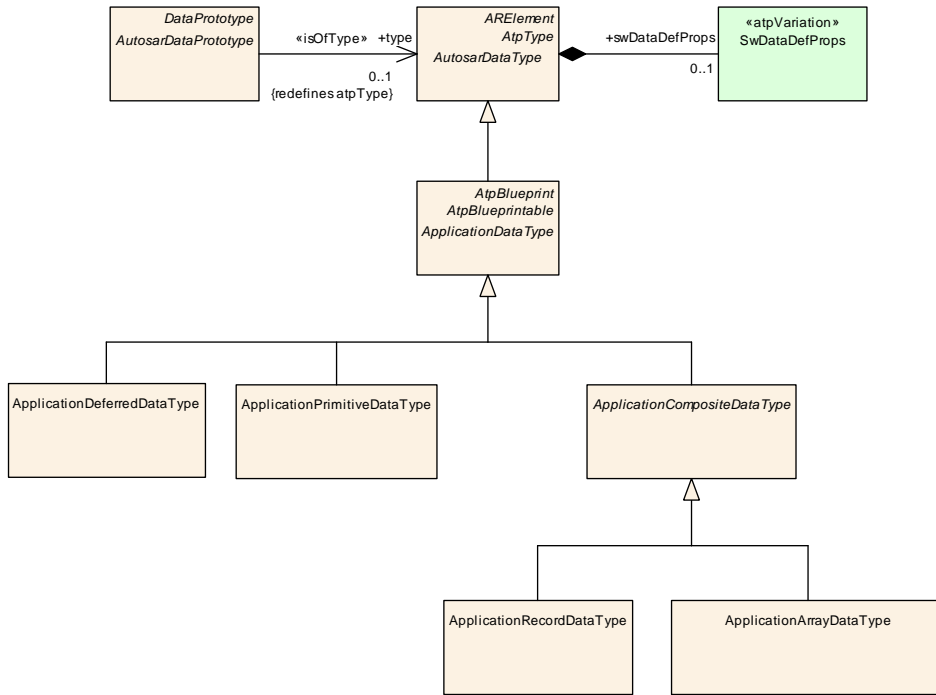 DataPrototype
AutosarDataPrototype
«isOfType»
+type
0..1
{redefines atpType}
ARElement
AtpType
AutosarDataType
+swDataDefProps
0..1
«atpVariation»
SwDataDefProps
AtpBlueprint
AtpBlueprintable
ApplicationDataType
ApplicationDeferredDataType
ApplicationPrimitiveDataType
ApplicationCompositeDataType
ApplicationRecordDataType
ApplicationArrayDataType